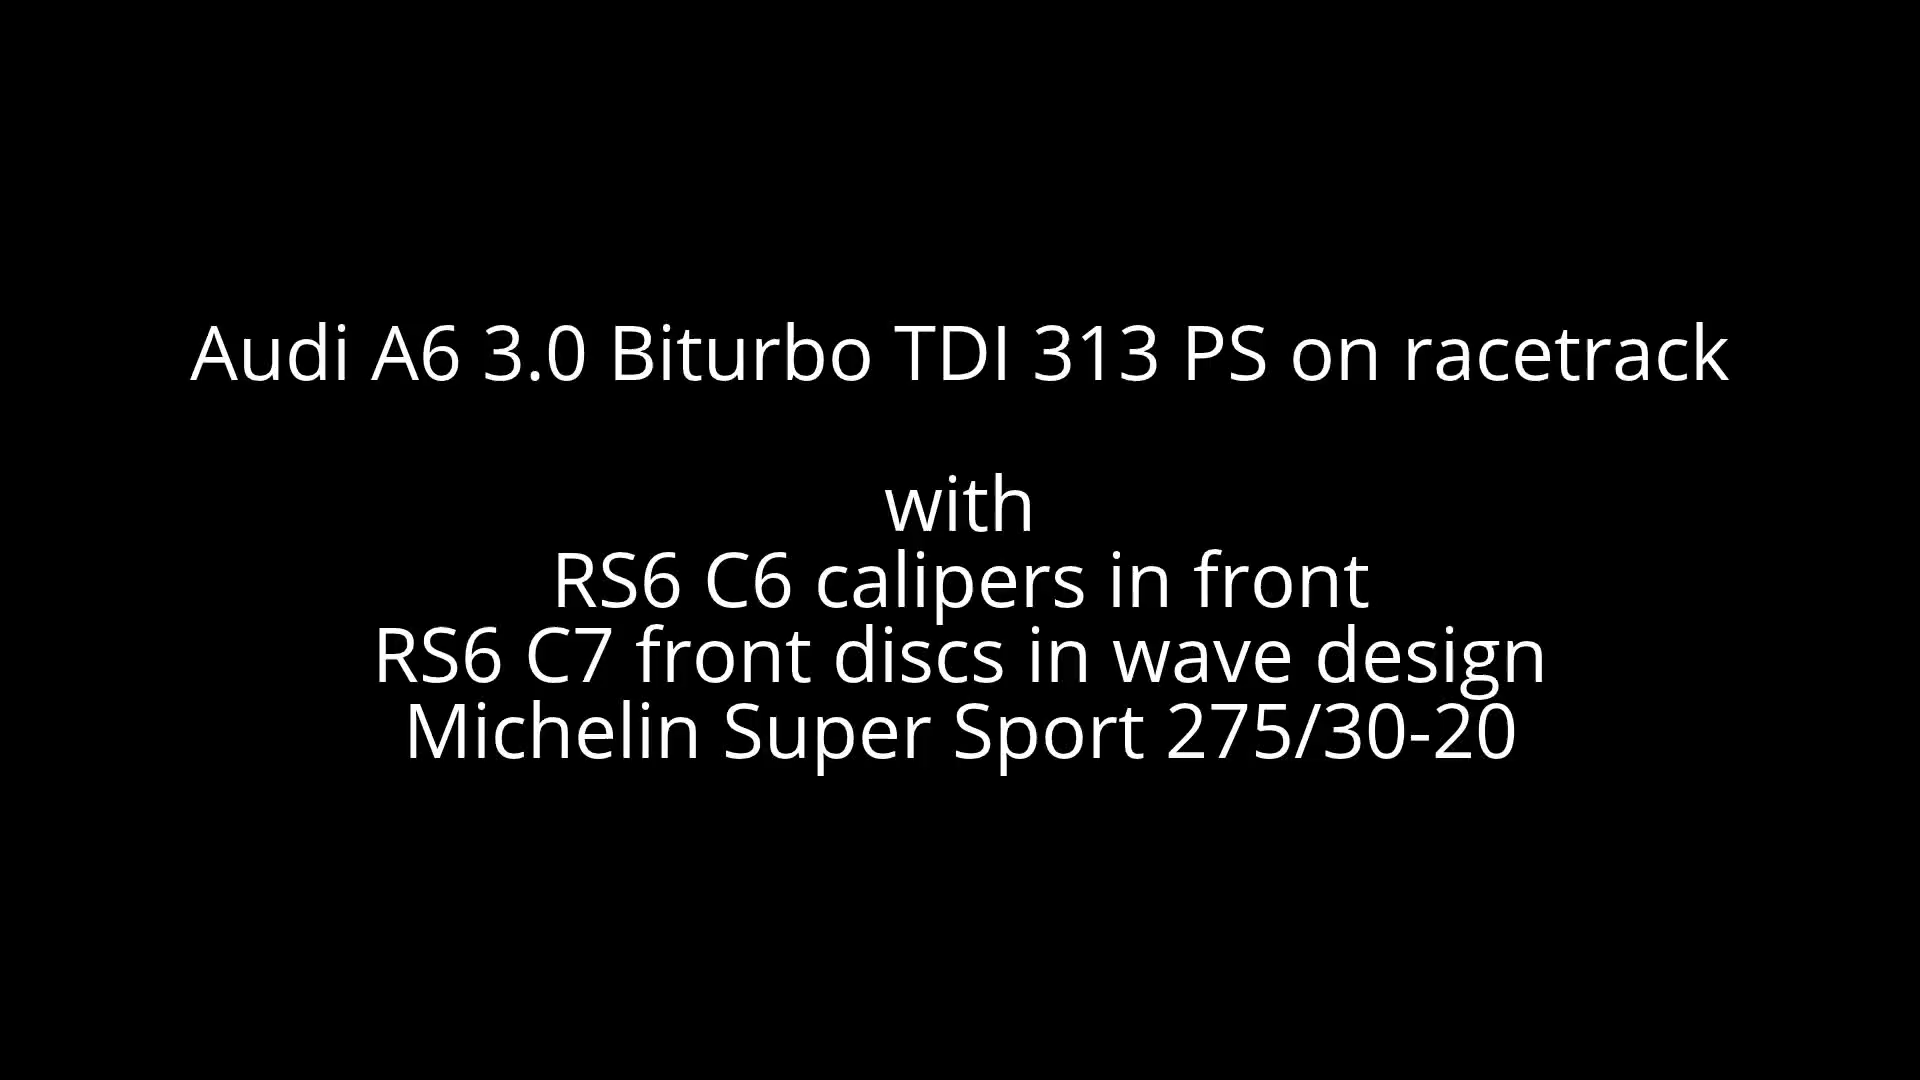 Audi A6 3.0 Biturbo TDI 313 PS on racetrack
with
RS6 C6 calipers in front
RS6 C7 front discs in wave design
Michelin Super Sport 275/30-20